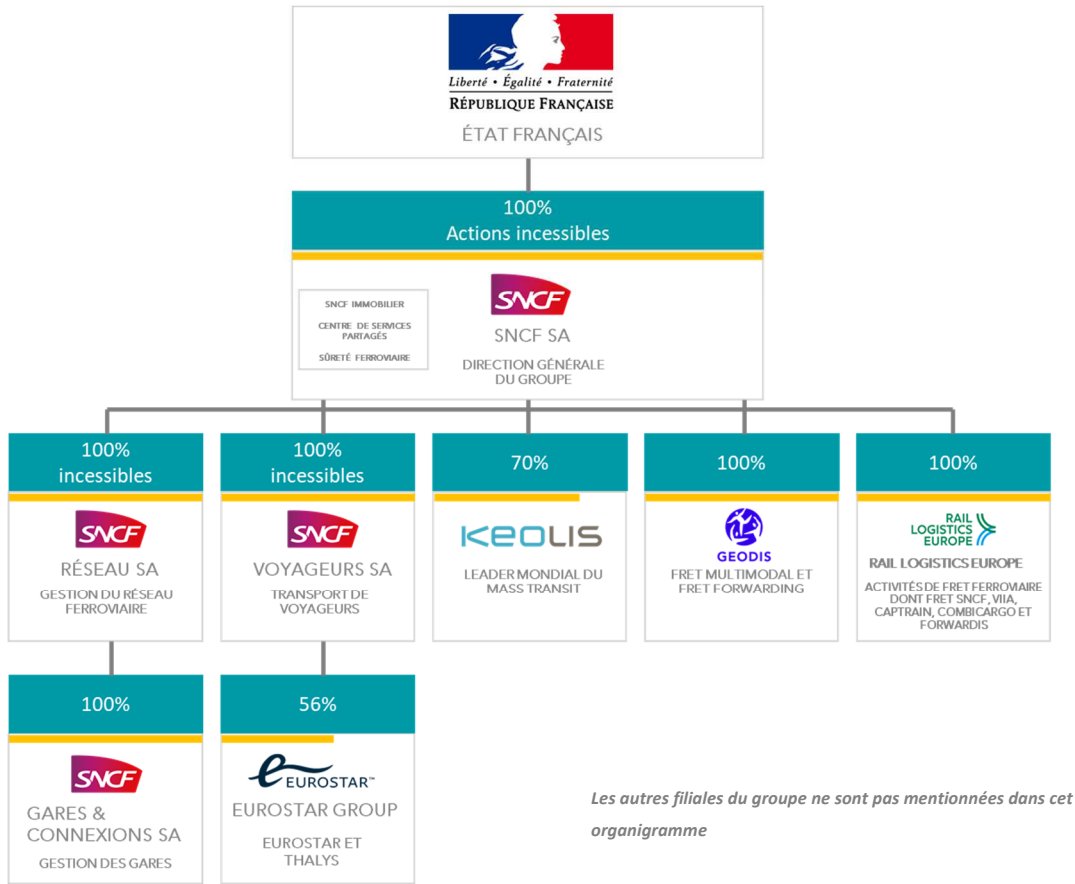 Liberté • Égalité • Fraternité
RÉPUBLIQUE FRANÇAISE
ÉTAT FRANÇAIS
100%
Actions incessibles
SNCF IMMOBILIER
CENTRE DE SERVICES
PARTAGÉS
SÛRETÉ FERROVIAIRE
SNCF
SNCF SA
DIRECTION GÉNÉRALE
DU GROUPE
100%
incessibles
SNCF
RÉSEAU SA
GESTION DU RÉSEAU
FERROVIAIRE
100%
incessibles
SNCF
VOYAGEURS SA
TRANSPORT DE
VOYAGEURS
70%
KEOLIS
LEADER MONDIAL DU
MASS TRANSIT
100%
GEODIS
FRET MULTIMODAL ET
FRET FORWARDING
100%
RAIL
LOGISTICS
EUROPE
RAIL LOGISTICS EUROPE
ACTIVITÉS DE FRET FERROVIAIRE
DONT FRET SNCF, VIIA,
CAPTRAIN, COMBICARGO ET
FORWARDIS
100%
SNCF
GARES &
CONNEXIONS SA
GESTION DES GARES
56%
EUROSTAR™
EUROSTAR GROUP
EUROSTAR ET
THALYS
Les autres filiales du groupe ne sont pas mentionnées dans cet
organigramme